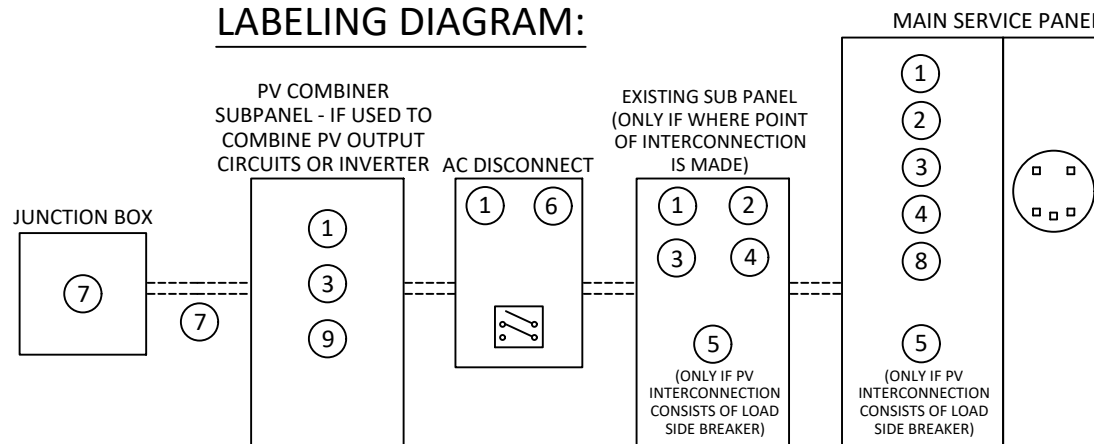 LABELING DIAGRAM:
MAIN SERVICE PANEL
PV COMBINER
SUBPANEL - IF USED TO
COMBINE PV OUTPUT
CIRCUITS OR INVERTER
AC DISCONNECT
EXISTING SUB PANEL
(ONLY IF WHERE POINT
OF INTERCONNECTION
IS MADE)
JUNCTION BOX
7
7
1
3
9
1 6
1 2
3 4
5
(ONLY IF PV
INTERCONNECTION
CONSISTS OF LOAD
SIDE BREAKER)
1
2
3
4
8
5
(ONLY IF PV
INTERCONNECTION
CONSISTS OF LOAD
SIDE BREAKER)